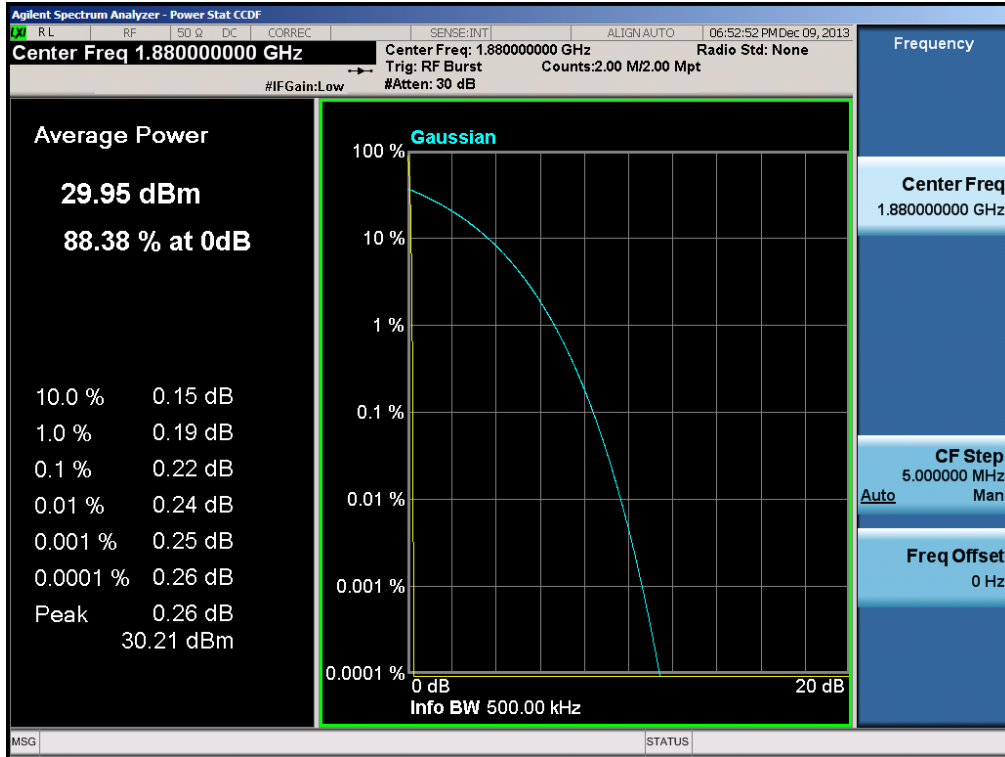 Agilent Spectrum Analyzer - Power Stat CCDF
LXI RL RF 50 Ω DC CORREC SENSE:INT ALIGN AUTO 06:52:52 PM Dec 09, 2013
Center Freq 1.880000000 GHz
Center Freq: 1.880000000 GHz Radio Std: None
Trig: RF Burst Counts:2.00 M/2.00 Mpt
#IFGain:Low #Atten: 30 dB
Average Power
29.95 dBm
88.38 % at 0dB
10.0 % 0.15 dB
1.0 % 0.19 dB
0.1 % 0.22 dB
0.01 % 0.24 dB
0.001 % 0.25 dB
0.0001 % 0.26 dB
Peak 0.26 dB
30.21 dBm
Gaussian
100 %
10 %
1 %
0.1 %
0.01 %
0.001 %
0.0001 %
0 dB 20 dB
Info BW 500.00 kHz
Frequency
Center Freq
1.880000000 GHz
CF Step
5.000000 MHz
Auto Man
Freq Offset
0 Hz
MSG STATUS